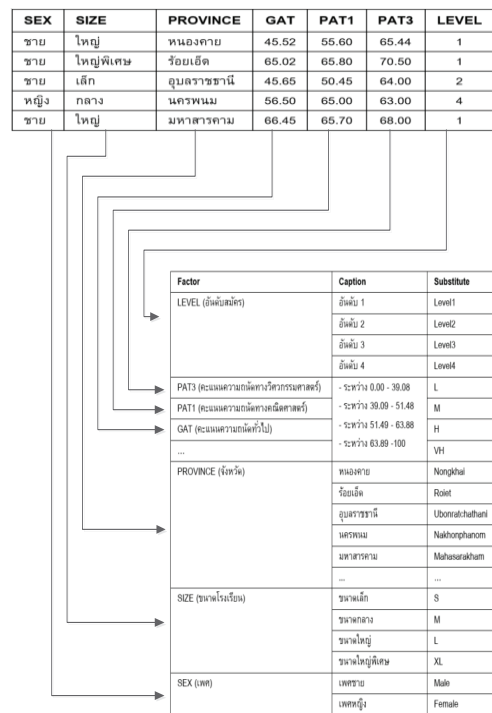 SEX SIZE PROVINCE GAT PAT1 PAT3 LEVEL
ชาย ใหญ่ หนองคาย 45.52 55.60 65.44 1
ชาย ใหญ่พิเศษ ร้อยเอ็ด 65.02 65.80 70.50 1
ชาย เล็ก อุบลราชธานี 45.65 50.45 64.00 2
หญิง กลาง นครพนม 56.50 65.00 63.00 4
ชาย ใหญ่ มหาสารคาม 66.45 65.70 68.00 1
Factor Caption Substitute
LEVEL (อันดับสมัคร) อันดับ 1 Level1
อันดับ 2 Level2
อันดับ 3 Level3
อันดับ 4 Level4
PAT3 (คะแนนความถนัดทางวิศวกรรมศาสตร์) - ระหว่าง 0.00 - 39.08 L
PAT1 (คะแนนความถนัดทางคณิตศาสตร์) - ระหว่าง 39.09 - 51.48 M
GAT (คะแนนความถนัดทั่วไป) - ระหว่าง 51.49 - 63.88 H
... - ระหว่าง 63.89 -100 VH
PROVINCE (จังหวัด) หนองคาย Nongkhai
ร้อยเอ็ด Roiet
อุบลราชธานี Ubonratchathani
นครพนม Nakhonphanom
มหาสารคาม Mahasarakham
... ...
SIZE (ขนาดโรงเรียน) ขนาดเล็ก S
ขนาดกลาง M
ขนาดใหญ่ L
ขนาดใหญ่พิเศษ XL
SEX (เพศ) เพศชาย Male
เพศหญิง Female